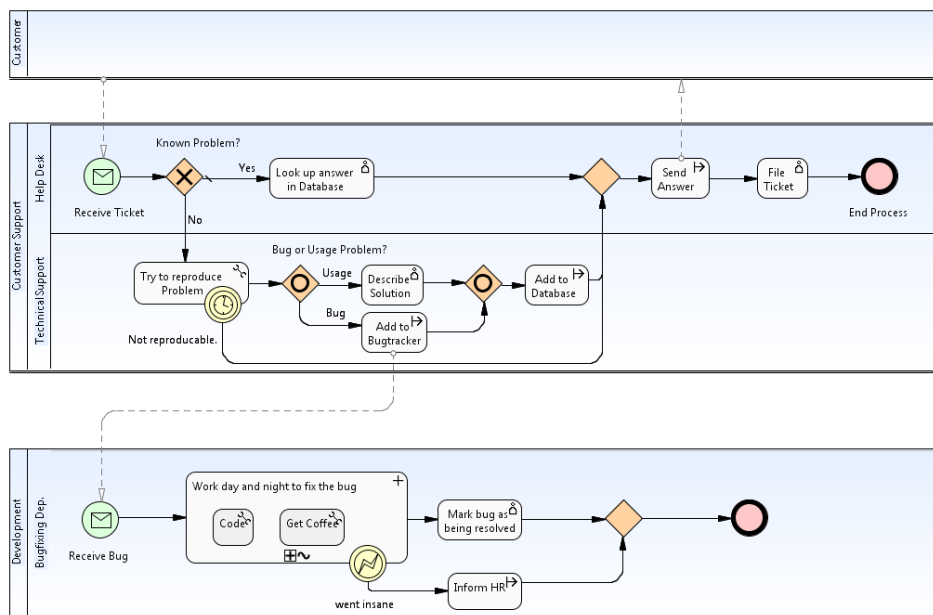 Customer
Customer Support
Help Desk
Known Problem?
Receive Ticket
Yes
No
Look up answer
in Database
Send
Answer
File
Ticket
End Process
TechnicalSupport
Bug or Usage Problem?
Try to reproduce
Problem
Not reproducable.
Usage
Bug
Describe
Solution
Add to
Bugtracker
Add to
Database
Development
Bugfixing Dep.
Receive Bug
Work day and night to fix the bug
Code
Get Coffee
went insane
Mark bug as
being resolved
Inform HR